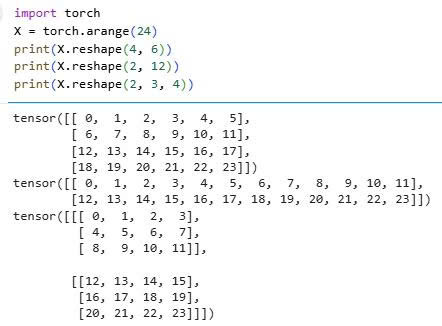 import torch
X = torch.arange(24)
print(X.reshape(4, 6))
print(X.reshape(2, 12))
print(X.reshape(2, 3, 4))
tensor([[ 0,  1,  2,  3,  4,  5],
        [ 6,  7,  8,  9, 10, 11],
        [12, 13, 14, 15, 16, 17],
        [18, 19, 20, 21, 22, 23]])
tensor([[ 0,  1,  2,  3,  4,  5,  6,  7,  8,  9, 10, 11],
        [12, 13, 14, 15, 16, 17, 18, 19, 20, 21, 22, 23]])
tensor([[[ 0,  1,  2,  3],
         [ 4,  5,  6,  7],
         [ 8,  9, 10, 11]],

        [[12, 13, 14, 15],
         [16, 17, 18, 19],
         [20, 21, 22, 23]]])